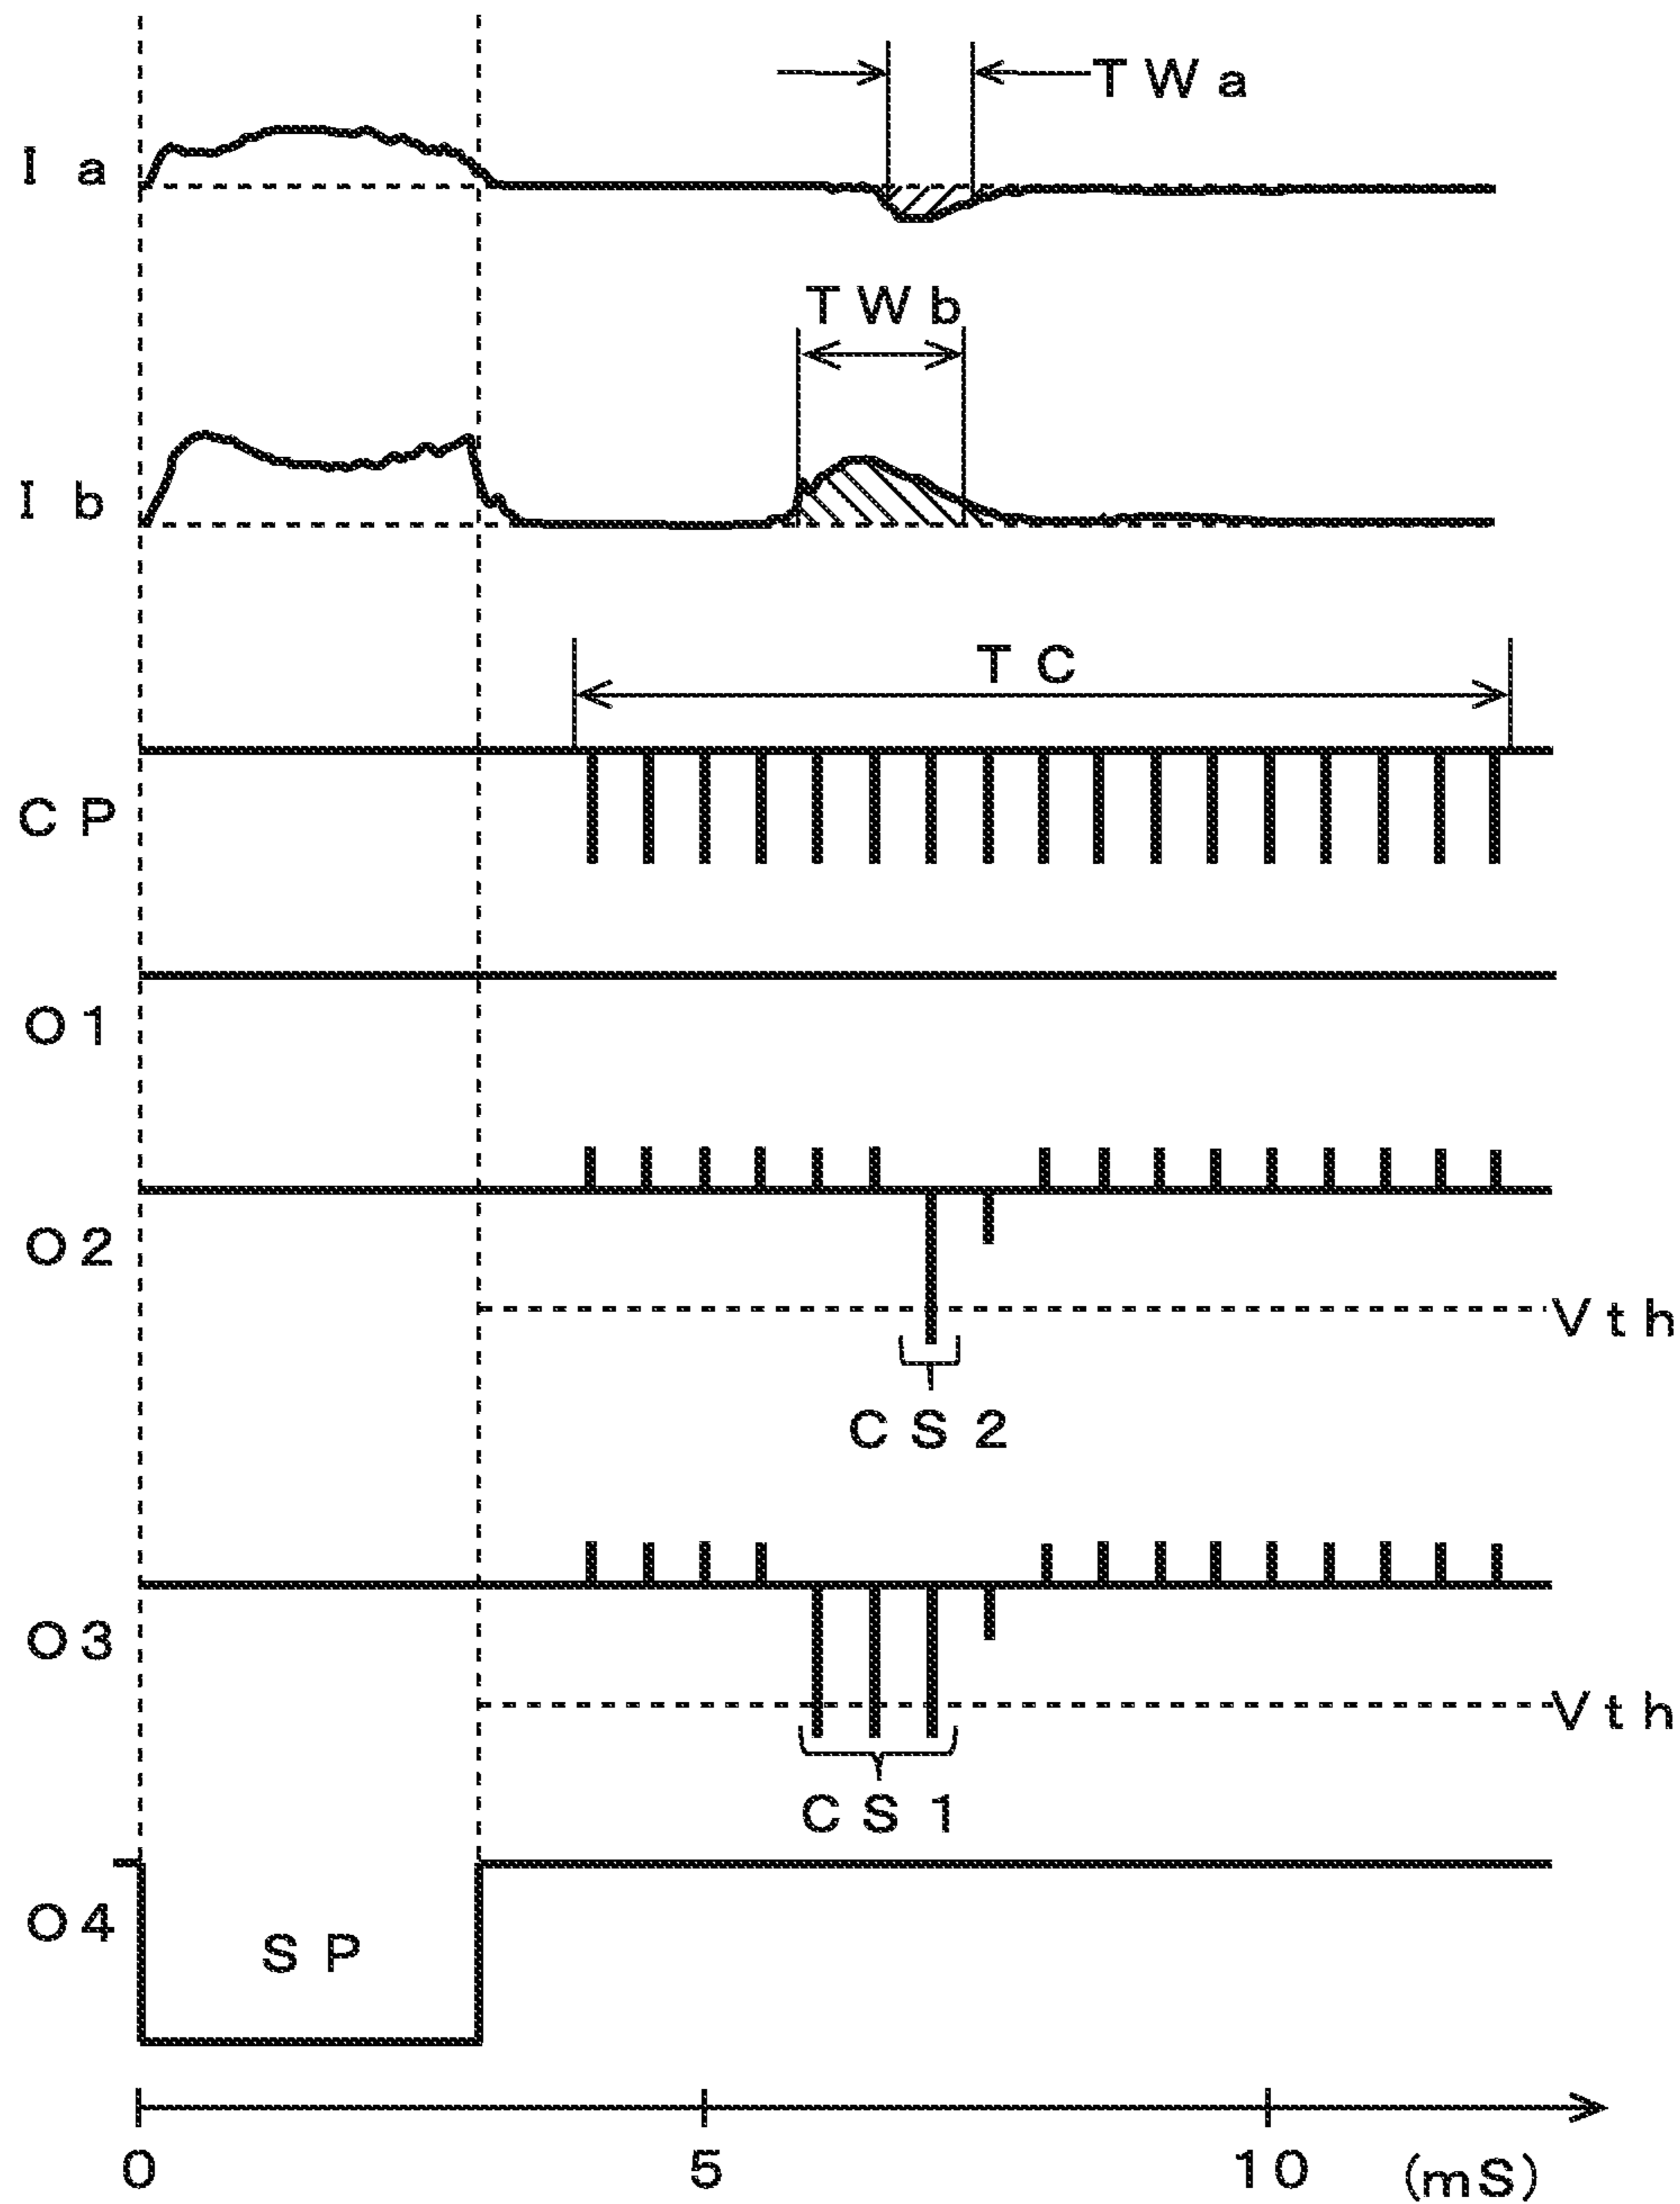 TWa
Ia
TWb
Ib
TC
CP
O1
O2
Vth
CS2
O3
Vth
CS1
O4
SP
0 5 10 (mS)